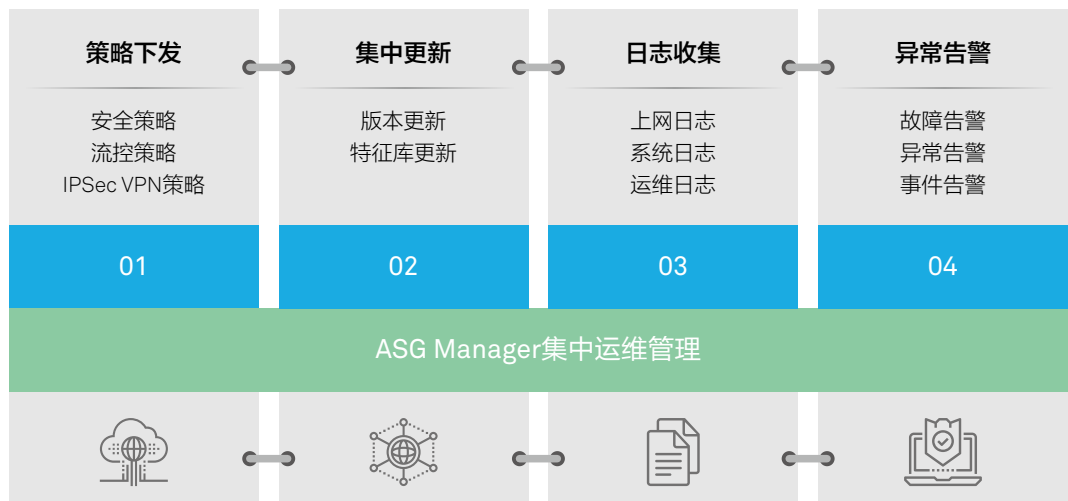 策略下发
安全策略
流控策略
IPSec VPN策略
01
集中更新
版本更新
特征库更新
02
日志收集
上网日志
系统日志
运维日志
03
异常告警
故障告警
异常告警
事件告警
04
ASG Manager集中运维管理